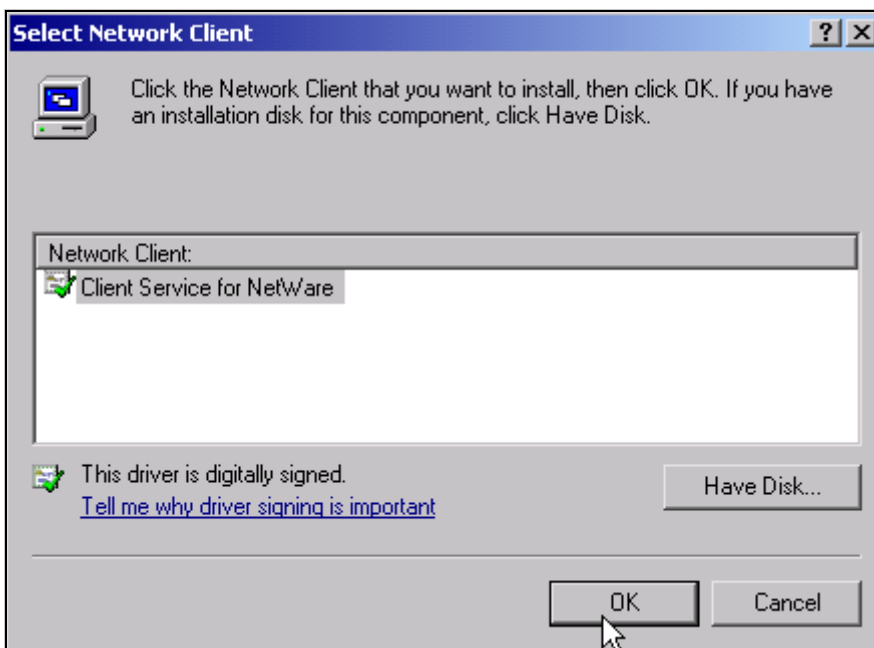 Select Network Client
Click the Network Client that you want to install, then click OK. If you have
an installation disk for this component, click Have Disk.
Network Client:
Client Service for NetWare
This driver is digitally signed.
Tell me why driver signing is important
Have Disk...
OK
Cancel